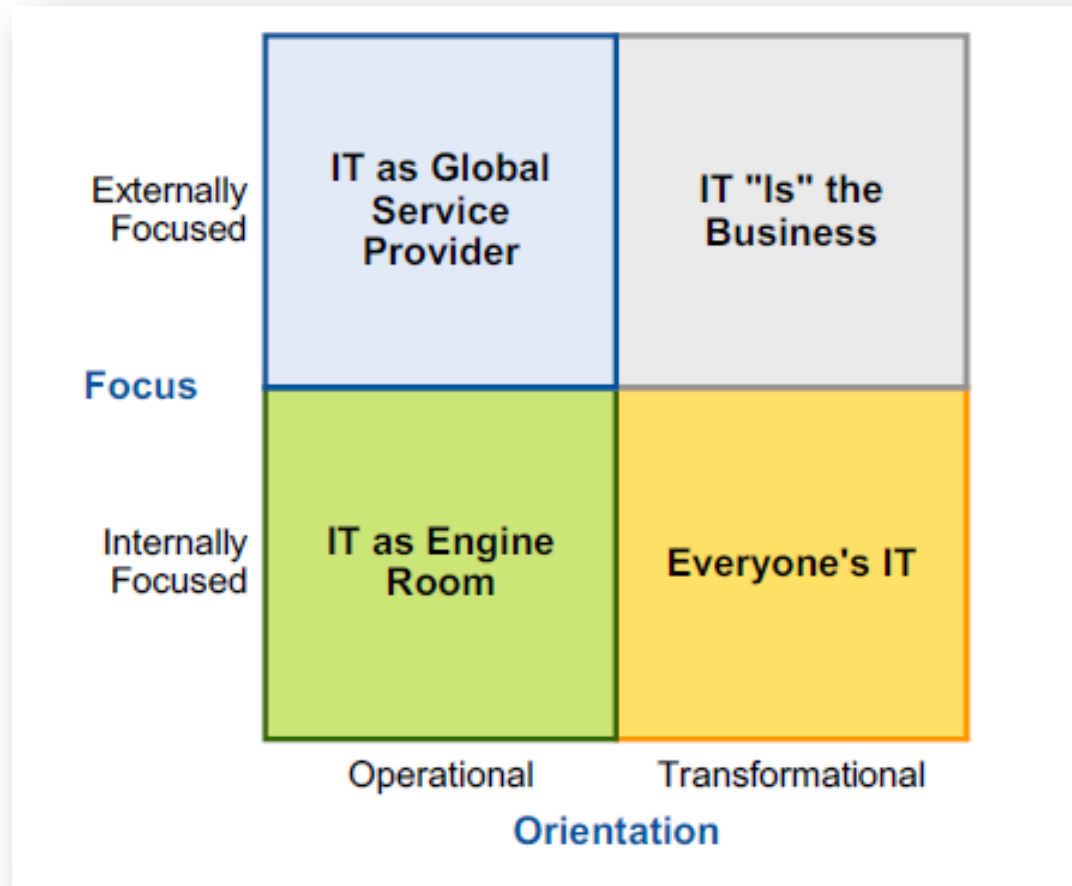 IT as Global
Service
Provider
IT "Is" the
Business
Externally
Focused
Focus
Internally
Focused
IT as Engine
Room
Everyone's IT
Operational
Transformational
Orientation